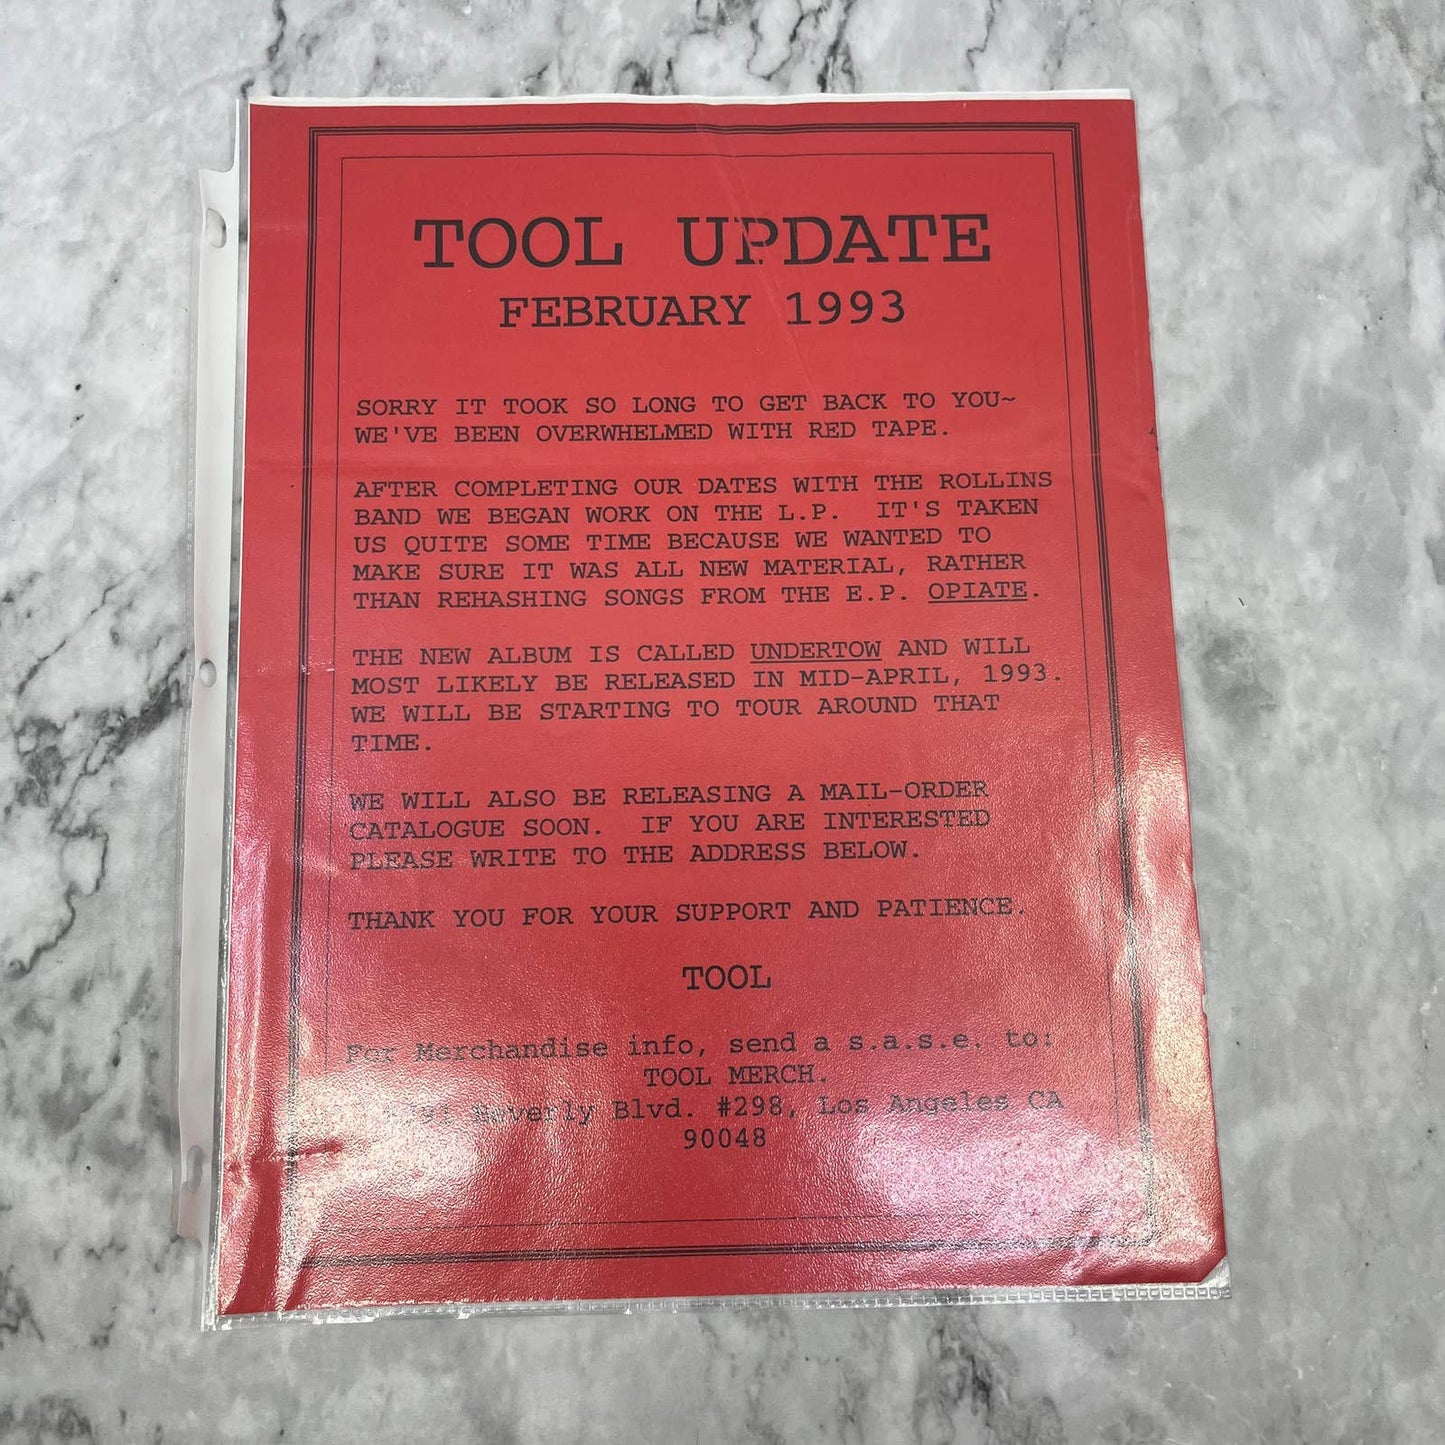 TOOL UPDATE
FEBRUARY 1993
SORRY IT TOOK SO LONG TO GET BACK TO YOU~
WE'VE BEEN OVERWHELMED WITH RED TAPE.
AFTER COMPLETING OUR DATES WITH THE ROLLINS
BAND WE BEGAN WORK ON THE L.P. IT'S TAKEN
US QUITE SOME TIME BECAUSE WE WANTED TO
MAKE SURE IT WAS ALL NEW MATERIAL, RATHER
THAN REHASHING SONGS FROM THE E.P. OPIATE.
THE NEW ALBUM IS CALLED UNDERTOW AND WILL
MOST LIKELY BE RELEASED IN MID-APRIL, 1993.
WE WILL BE STARTING TO TOUR AROUND THAT
TIME.
WE WILL ALSO BE RELEASING A MAIL-ORDER
CATALOGUE SOON. IF YOU ARE INTERESTED
PLEASE WRITE TO THE ADDRESS BELOW.
THANK YOU FOR YOUR SUPPORT AND PATIENCE.
TOOL
For Merchandise info, send a s.a.s.e. to:
TOOL MERCH.
Beverly Blvd. #298, Los Angeles CA
90048